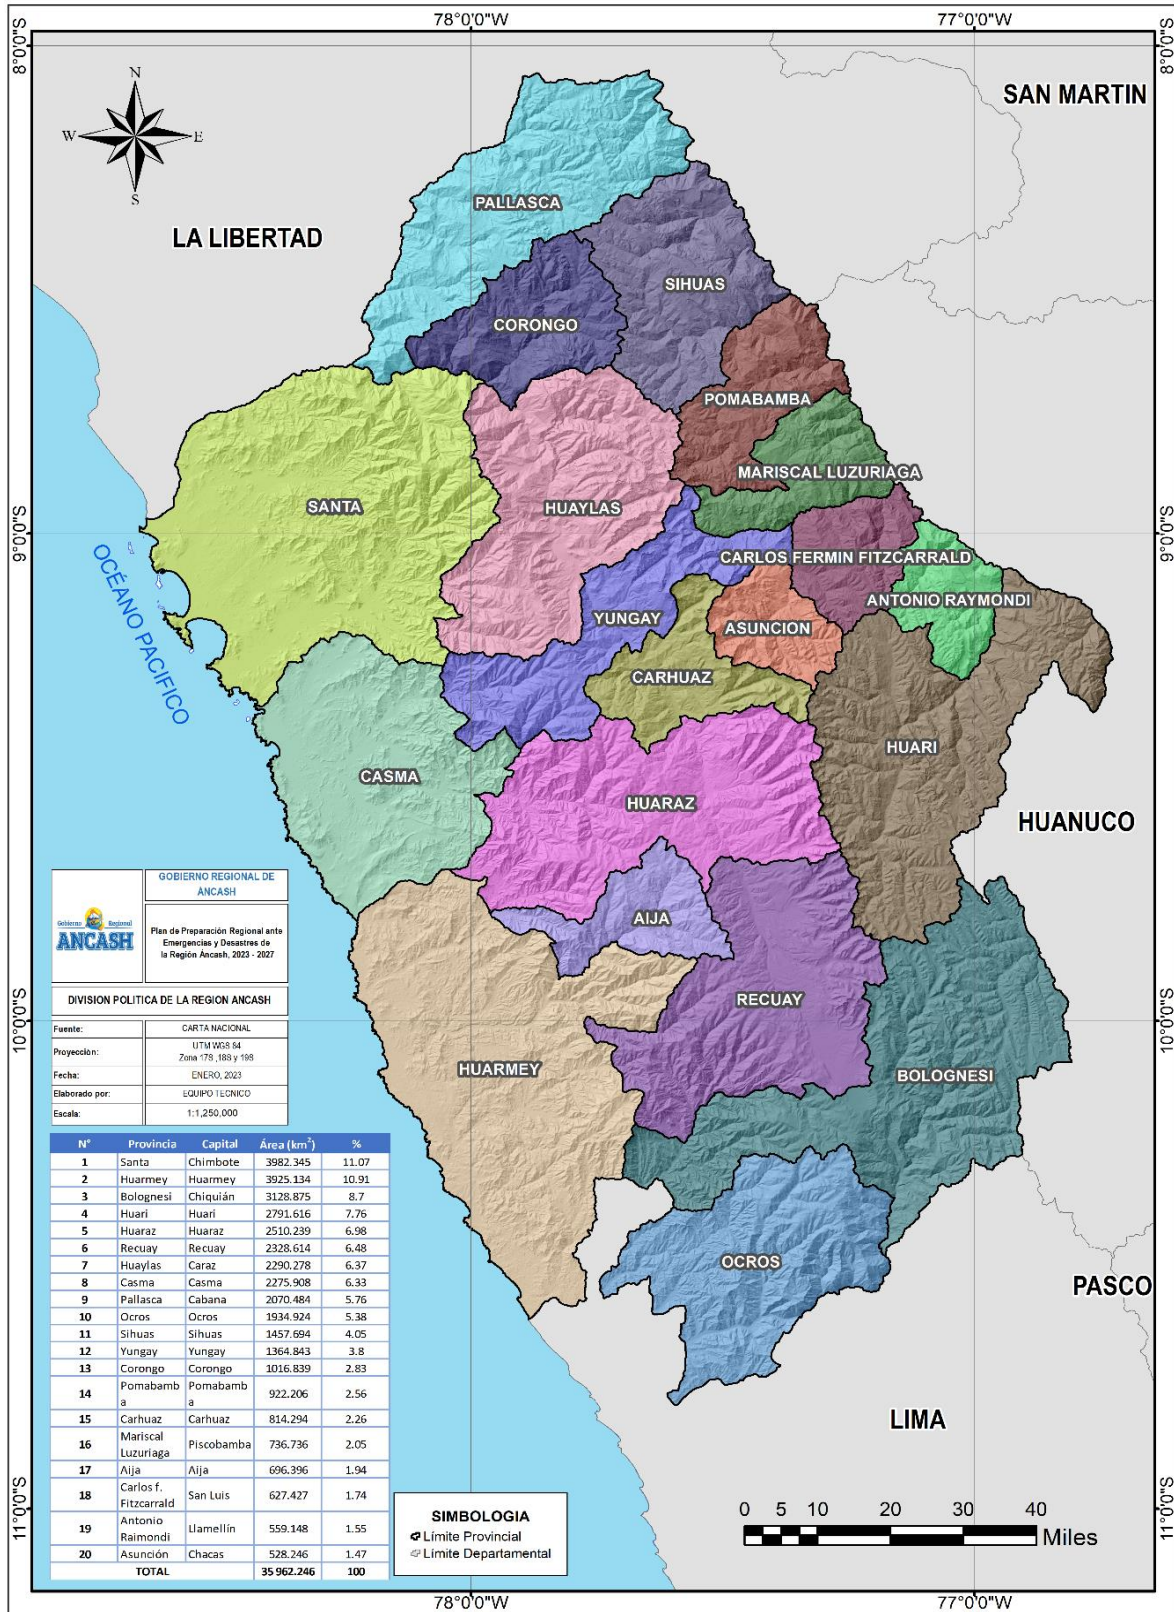 78°0'0"W 77°0'0"W
8°0'0"S 8°0'0"S
N
W E
S
SAN MARTIN
PALLASCA
LA LIBERTAD
SIHUAS
CORONGO
POMABAMBA
MARISCAL LUZURIAGA
SANTA
HUAYLAS
9°0'0"S 9°0'0"S
OCÉANO PACIFICO
CARLOS FERMIN FITZCARRALD
ANTONIO RAYMONDI
YUNGAY
ASUNCION
CARHUAZ
HUARI
CASMA
HUARAZ
HUANUCO
AIJA
RECUAY
10°0'0"S 10°0'0"S
HUARMEY
BOLOGNESI
OCROS
PASCO
LIMA
Gobierno Regional
ANCASH
GOBIERNO REGIONAL DE
ANCASH
Plan de Preparación Regional ante
Emergencias y Desastres de
la Región Áncash, 2023 - 2027
DIVISION POLITICA DE LA REGION ANCASH
Fuente: CARTA NACIONAL
Proyección: UTM WGS 84
Zona 17S ,18S y 19S
Fecha: ENERO, 2023
Elaborado por: EQUIPO TECNICO
Escala: 1:1,250,000
N° Provincia Capital Área (km²) %
1 Santa Chimbote 3982.345 11.07
2 Huarmey Huarmey 3925.134 10.91
3 Bolognesi Chiquián 3128.875 8.7
4 Huari Huari 2791.616 7.76
5 Huaraz Huaraz 2510.239 6.98
6 Recuay Recuay 2328.614 6.48
7 Huaylas Caraz 2290.278 6.37
8 Casma Casma 2275.908 6.33
9 Pallasca Cabana 2070.484 5.76
10 Ocros Ocros 1934.924 5.38
11 Sihuas Sihuas 1457.694 4.05
12 Yungay Yungay 1364.843 3.8
13 Corongo Corongo 1016.839 2.83
14 Pomabamb Pomabamb 922.206 2.56
a a
15 Carhuaz Carhuaz 814.294 2.26
16 Mariscal Piscobamba 736.736 2.05
Luzuriaga
17 Aija Aija 696.396 1.94
18 Carlos f. San Luis 627.427 1.74
Fitzcarrald
19 Antonio Llamellín 559.148 1.55
Raimondi
20 Asunción Chacas 528.246 1.47
TOTAL 35 962.246 100
SIMBOLOGIA
Límite Provincial
Límite Departamental
0 5 10 20 30 40
Miles
11°0'0"S 11°0'0"S
78°0'0"W 77°0'0"W